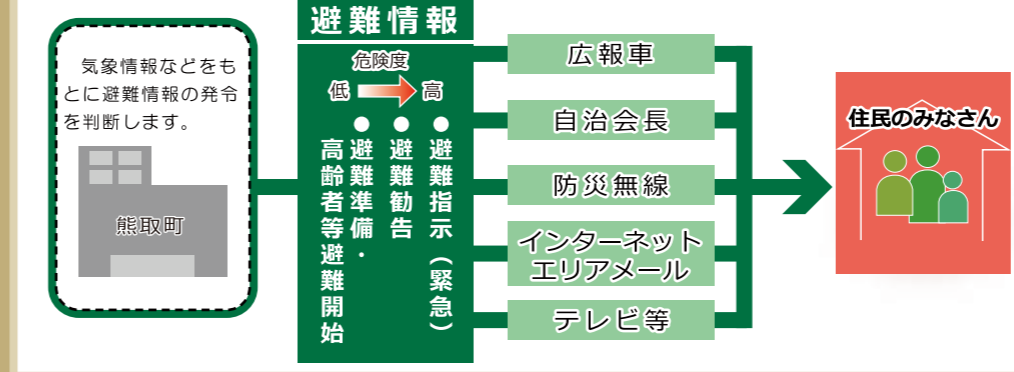 気象情報などをも
とに避難情報の発令
を判断します。
熊取町
避難情報
危険度
低 高
●避難準備・
高齢者等避難開始
●避難勧告
●避難指示（緊急）
広報車
自治会長
防災無線
インターネット
エリアメール
テレビ等
住民のみなさん